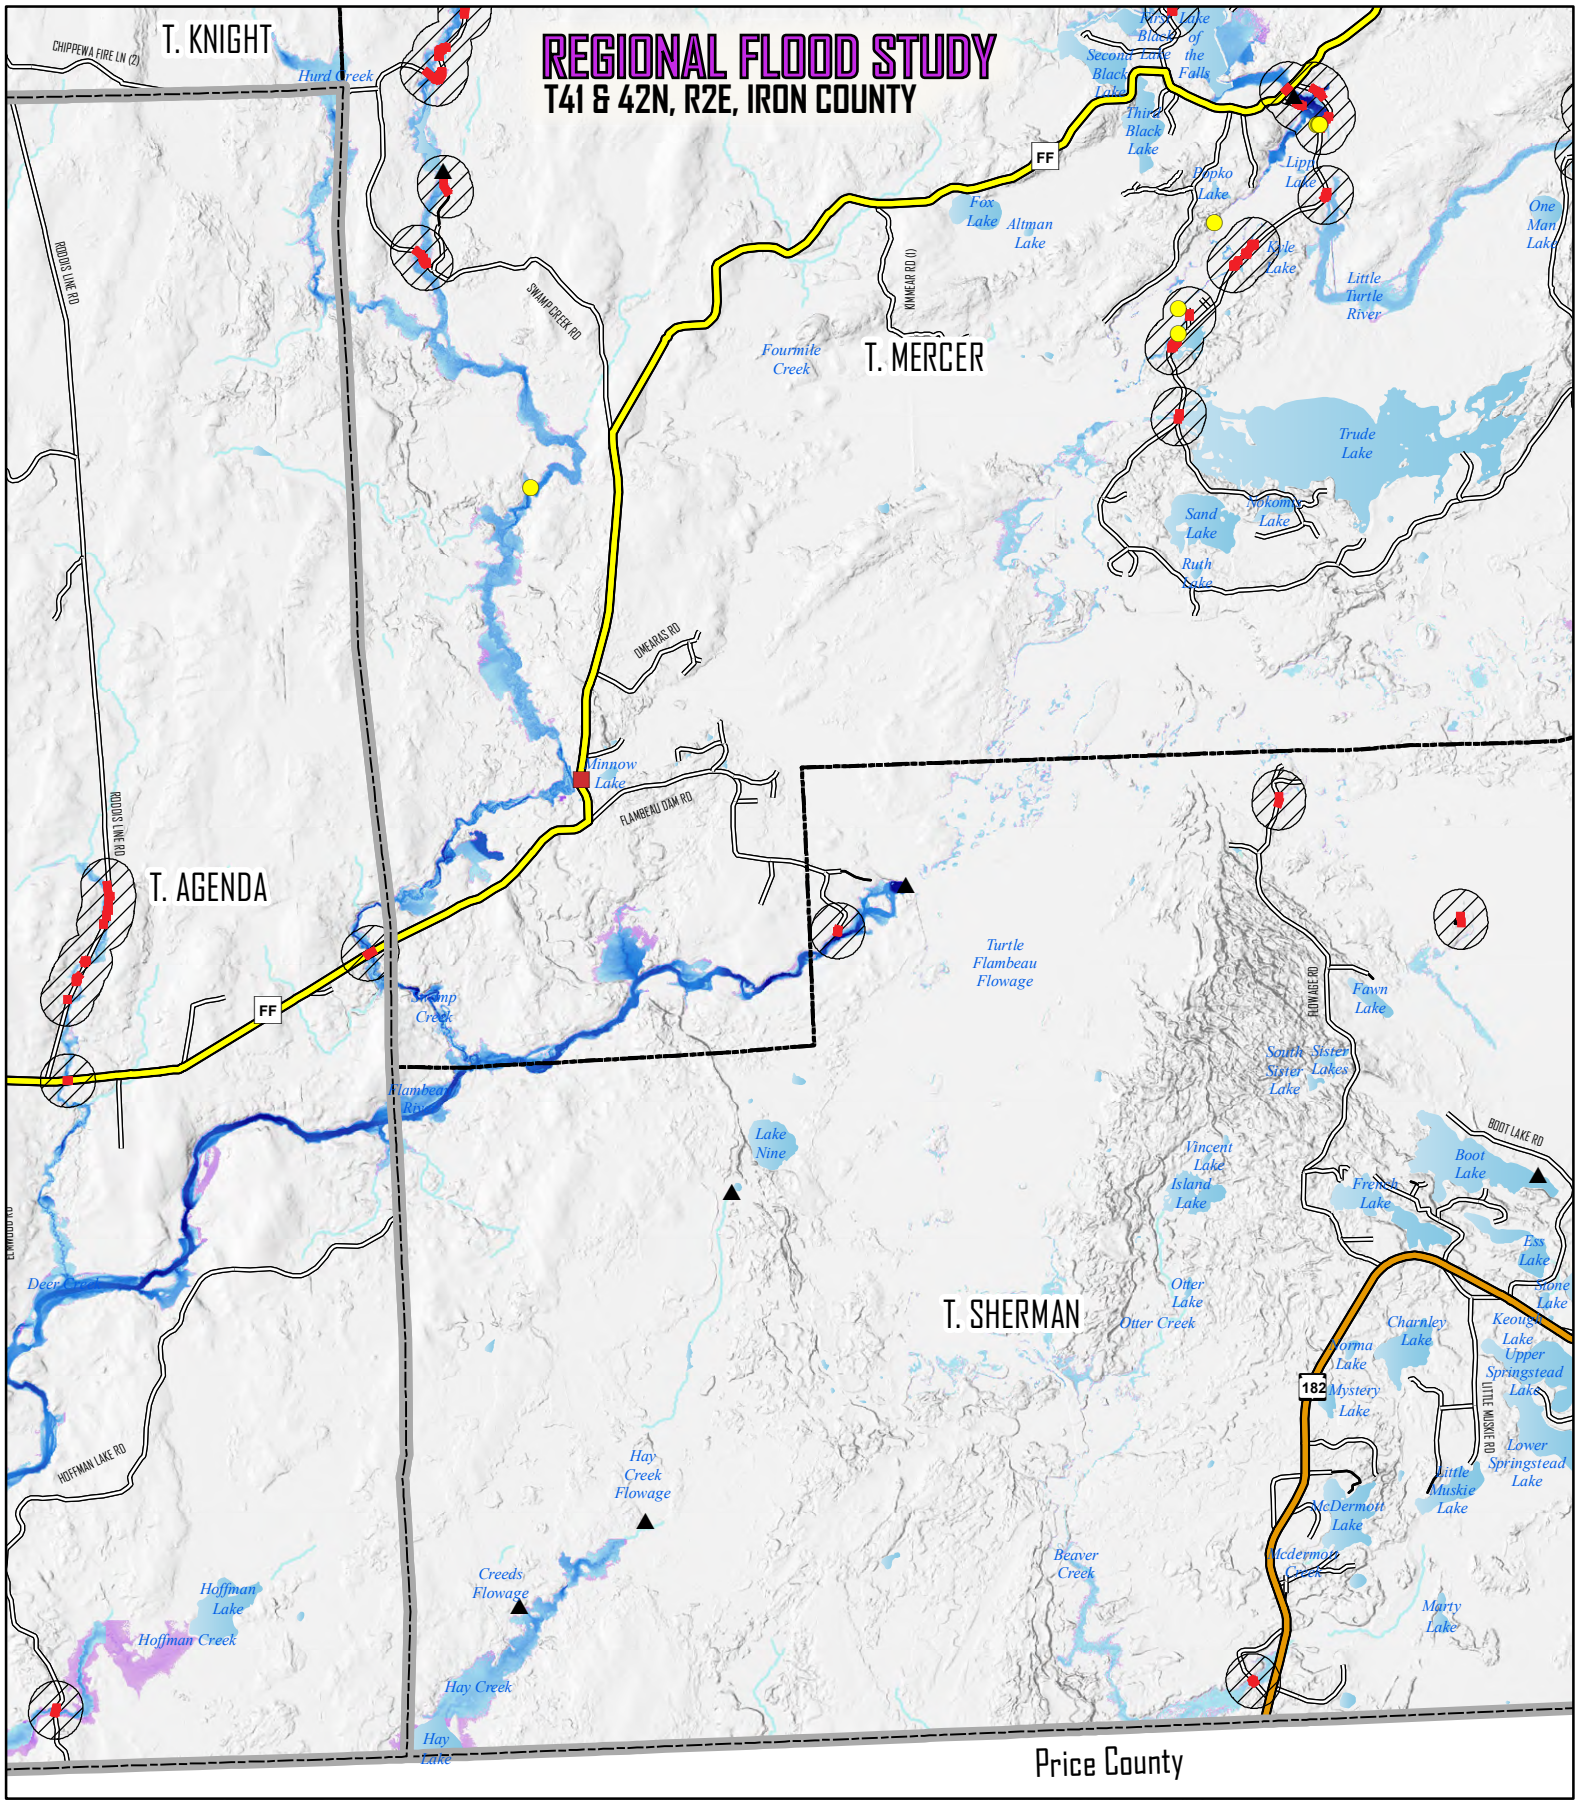 REGIONAL FLOOD STUDY
T41 & 42N, R2E, IRON COUNTY
T. KNIGHT
CHIPPEWA FIRE LN (2)
Hurd Creek
First
Black
Lake
Lake
of
the
Falls
Second
Black
Lake
Third
Black
Lake
FF
Popko
Lake
Lipp
Lake
Fox
Lake
Altman
Lake
One
Man
Lake
Kyle
Lake
Little
Turtle
River
RODDIS LINE RD
SWAMP CREEK RD
KIMMEAR RD (I)
Fourmile
Creek
T. MERCER
Trude
Lake
Sand
Lake
Nokomis
Lake
Ruth
Lake
OMEARAS RD
Minnow
Lake
FLAMBEAU DAM RD
RODDIS LINE RD
T. AGENDA
FF
Swamp
Creek
Turtle
Flambeau
Flowage
FLOWAGE RD
Fawn
Lake
South
Sister
Lake
Sister
Lakes
Flambeau
River
Lake
Nine
Vincent
Lake
Island
Lake
BOOT LAKE RD
Boot
Lake
French
Lake
ELMWOOD RD
Deer Creek
Ess
Lake
Stone
Lake
Otter
Lake
Otter Creek
T. SHERMAN
Charnley
Lake
Keough
Lake
Upper
Springstead
Lake
Norma
Lake
182
Mystery
Lake
LITTLE MUSKIE RD
Lower
Springstead
Lake
HOFFMAN LAKE RD
Hay
Creek
Flowage
Little
Muskie
Lake
McDermott
Lake
Mcdermott
Creek
Beaver
Creek
Creeds
Flowage
Hoffman
Lake
Hoffman Creek
Marty
Lake
Hay Creek
Hay
Lake
Price County